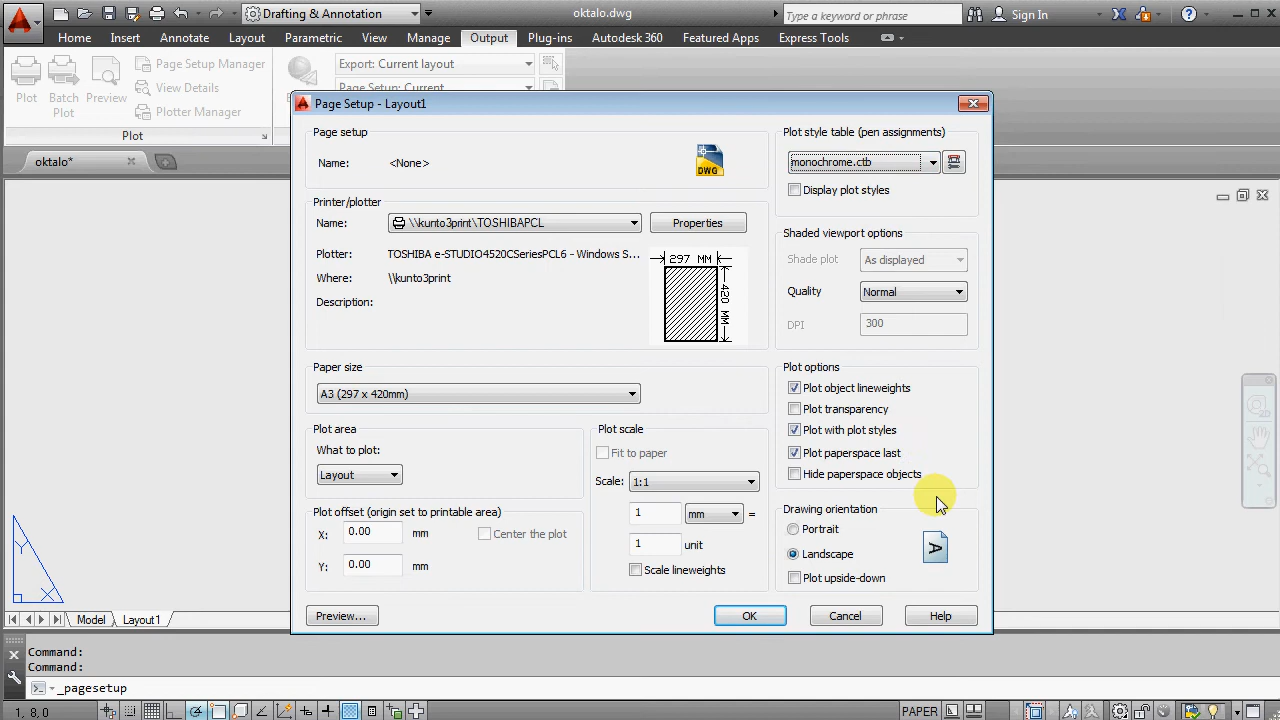 Drafting & Annotation
oktalo.dwg
Type a keyword or phrase
Sign In
Home
Insert
Annotate
Layout
Parametric
View
Manage
Output
Plug-ins
Autodesk 360
Featured Apps
Express Tools
Plot
Batch
Plot
Preview
Page Setup Manager
View Details
Plotter Manager
Export: Current layout
Page Setup: Current
Plot
oktalo*
Page Setup - Layout1
Page setup
Name: <None>
DWG
Printer/plotter
Name: \\kunto3print\TOSHIBAPCL
Properties
Plotter: TOSHIBA e-STUDIO4520CSeriesPCL6 - Windows S...
Where: \\kunto3print
Description:
297 MM
420 MM
Paper size
A3 (297 x 420mm)
Plot area
What to plot:
Layout
Plot offset (origin set to printable area)
X: 0.00 mm
Center the plot
Y: 0.00 mm
Plot scale
Fit to paper
Scale: 1:1
1 mm =
1 unit
Scale lineweights
Plot style table (pen assignments)
monochrome.ctb
Display plot styles
Shaded viewport options
Shade plot As displayed
Quality Normal
DPI 300
Plot options
Plot object lineweights
Plot transparency
Plot with plot styles
Plot paperspace last
Hide paperspace objects
Drawing orientation
Portrait
Landscape
Plot upside-down
A
Preview...
OK
Cancel
Help
Y
X
Model
Layout1
Command:
Command:
_pagesetup
1, 8,0
PAPER